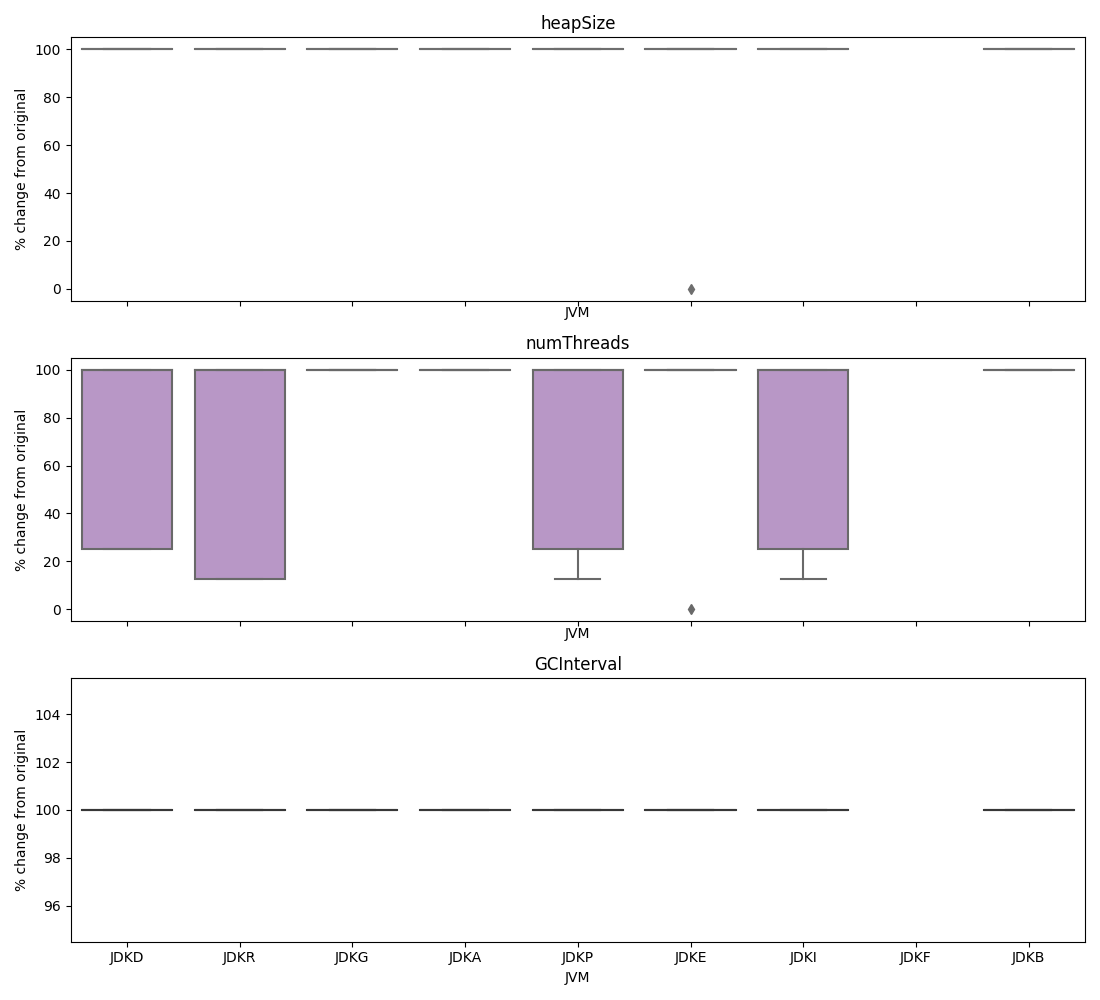 heapSize
% change from original
100
80
60
40
20
0
JVM
numThreads
% change from original
100
80
60
40
20
0
JVM
GCInterval
% change from original
104
102
100
98
96
JDKD JDKR JDKG JDKA JDKP JDKE JDKI JDKF JDKB
JVM